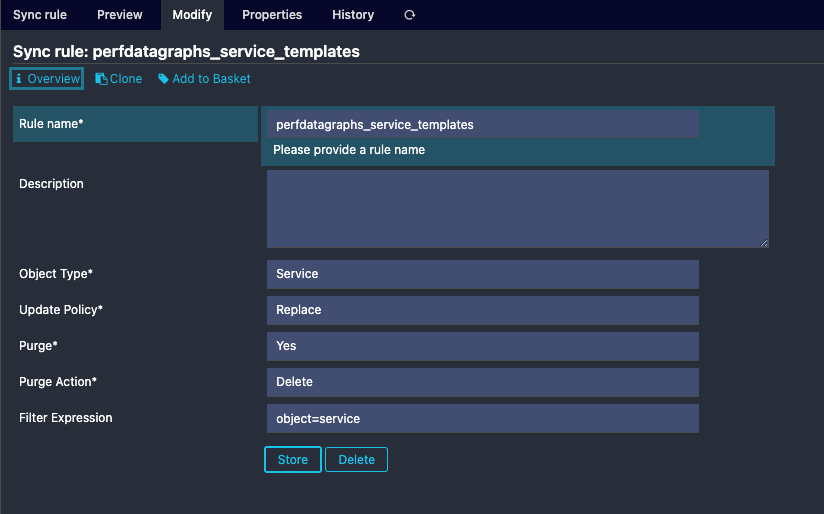 Sync rule Preview Modify Properties History
Sync rule: perfdatagraphs_service_templates
Overview Clone Add to Basket
Rule name* perfdatagraphs_service_templates
Please provide a rule name
Description
Object Type* Service
Update Policy* Replace
Purge* Yes
Purge Action* Delete
Filter Expression object=service
Store Delete